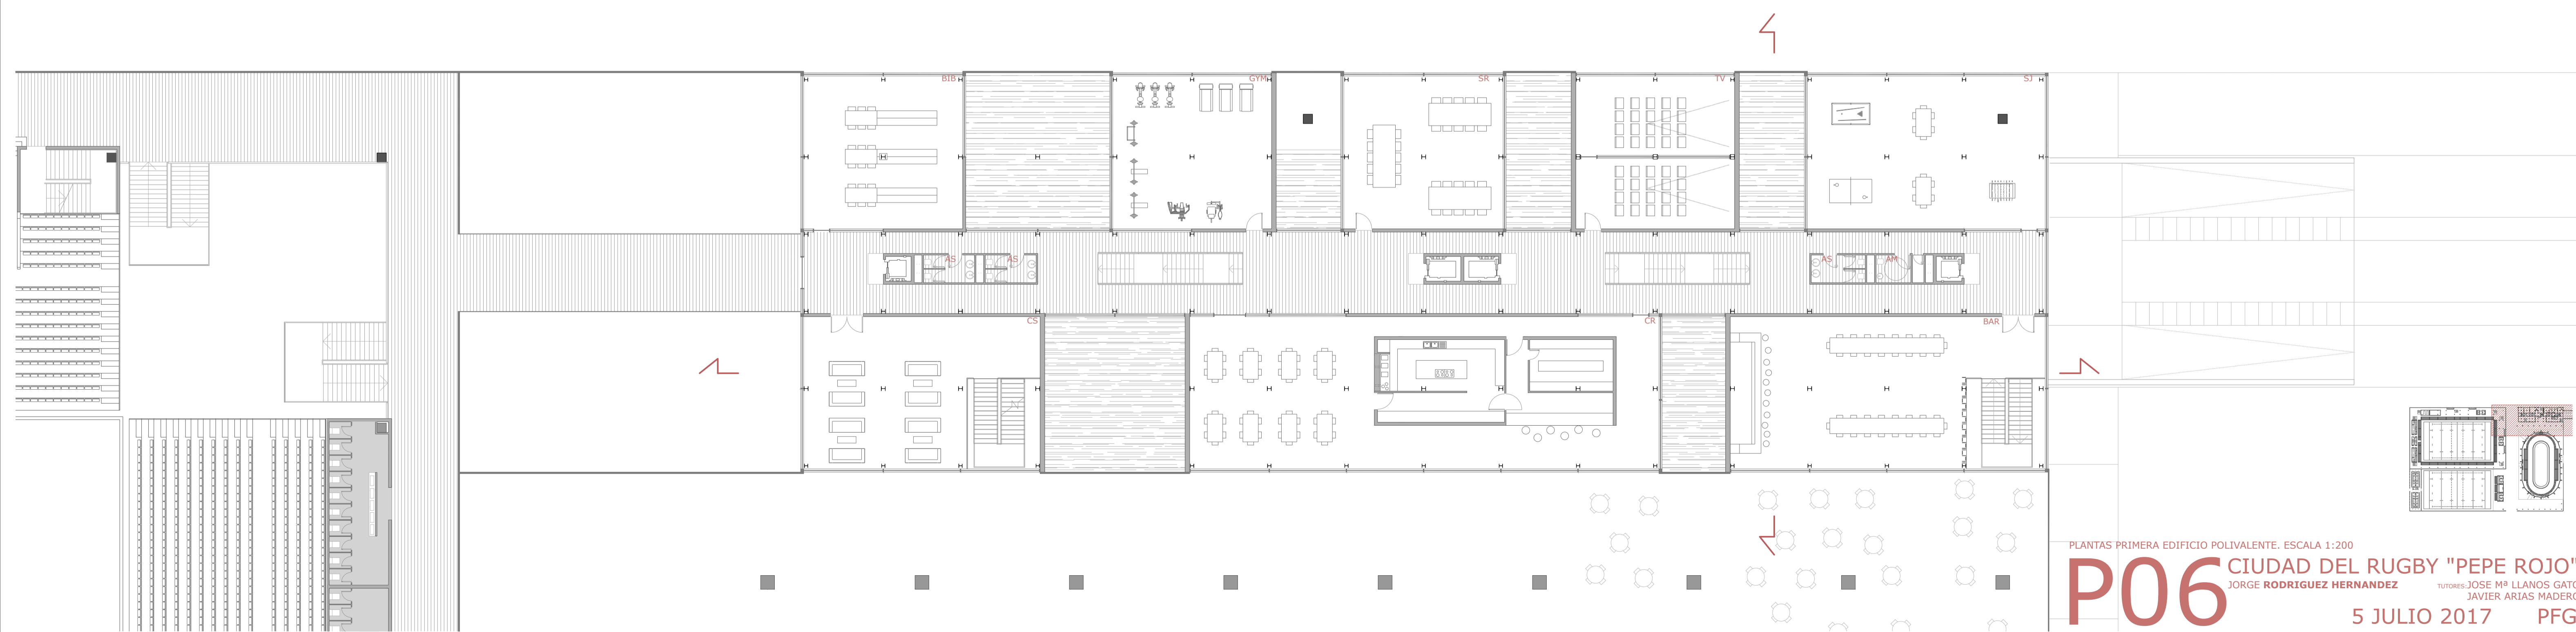 BIB GYM SR TV SJ
AS AS AS AM
CS CR BAR
PLANTAS PRIMERA EDIFICIO POLIVALENTE. ESCALA 1:200
P06
CIUDAD DEL RUGBY "PEPE ROJO"
JORGE RODRIGUEZ HERNANDEZ TUTORES: JOSE Mª LLANOS GATO
JAVIER ARIAS MADERO
5 JULIO 2017 PFG